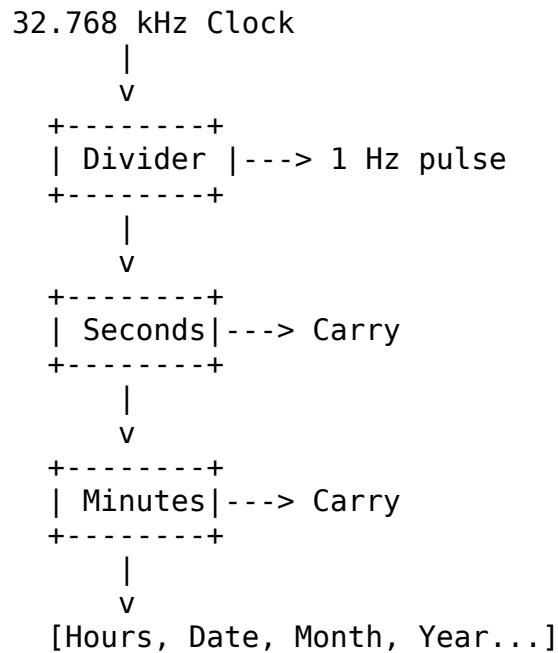 32.768 kHz Clock
|
v
+--------+
| Divider |---> 1 Hz pulse
+--------+
|
v
+--------+
| Seconds|---> Carry
+--------+
|
v
+--------+
| Minutes|---> Carry
+--------+
|
v
[Hours, Date, Month, Year...]